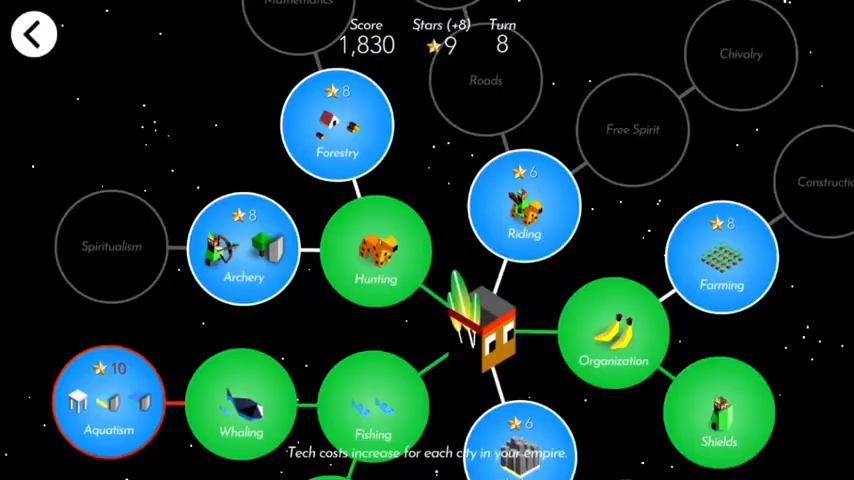 Mathematics
Score
Stars (+8)
Turn
1,830
9
8
Roads
Chivalry
8
Forestry
Free Spirit
6
Riding
Constructio
Spiritualism
8
Archery
Hunting
8
Farming
Organization
10
Aquatism
Whaling
Fishing
6
Shields
Tech costs increase for each city in your empire.